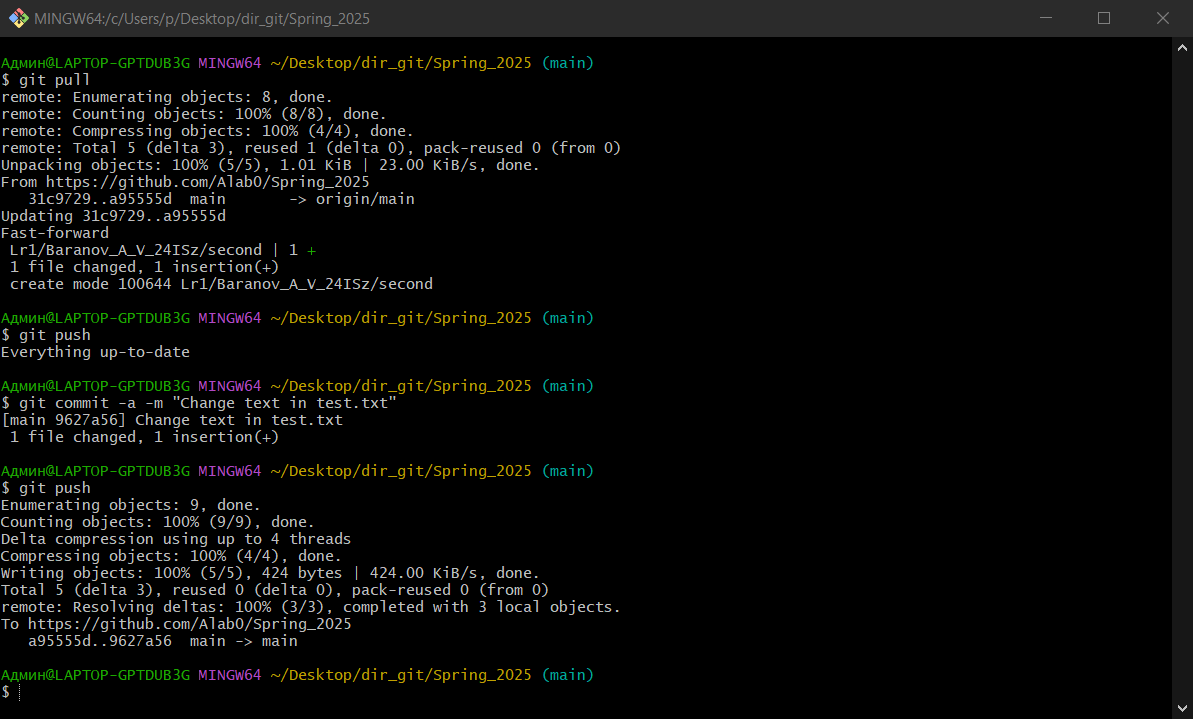 MINGW64:/c/Users/p/Desktop/dir_git/Spring_2025
Админ@LAPTOP-GPTDUB3G MINGW64 ~/Desktop/dir_git/Spring_2025 (main)
$ git pull
remote: Enumerating objects: 8, done.
remote: Counting objects: 100% (8/8), done.
remote: Compressing objects: 100% (4/4), done.
remote: Total 5 (delta 3), reused 1 (delta 0), pack-reused 0 (from 0)
Unpacking objects: 100% (5/5), 1.01 KiB | 23.00 KiB/s, done.
From https://github.com/Alab0/Spring_2025
   31c9729..a95555d  main       -> origin/main
Updating 31c9729..a95555d
Fast-forward
 Lr1/Baranov_A_V_24ISz/second | 1 +
 1 file changed, 1 insertion(+)
 create mode 100644 Lr1/Baranov_A_V_24ISz/second
Админ@LAPTOP-GPTDUB3G MINGW64 ~/Desktop/dir_git/Spring_2025 (main)
$ git push
Everything up-to-date
Админ@LAPTOP-GPTDUB3G MINGW64 ~/Desktop/dir_git/Spring_2025 (main)
$ git commit -a -m "Change text in test.txt"
[main 9627a56] Change text in test.txt
 1 file changed, 1 insertion(+)
Админ@LAPTOP-GPTDUB3G MINGW64 ~/Desktop/dir_git/Spring_2025 (main)
$ git push
Enumerating objects: 9, done.
Counting objects: 100% (9/9), done.
Delta compression using up to 4 threads
Compressing objects: 100% (4/4), done.
Writing objects: 100% (5/5), 424 bytes | 424.00 KiB/s, done.
Total 5 (delta 3), reused 0 (delta 0), pack-reused 0 (from 0)
remote: Resolving deltas: 100% (3/3), completed with 3 local objects.
To https://github.com/Alab0/Spring_2025
   a95555d..9627a56  main -> main
Админ@LAPTOP-GPTDUB3G MINGW64 ~/Desktop/dir_git/Spring_2025 (main)
$